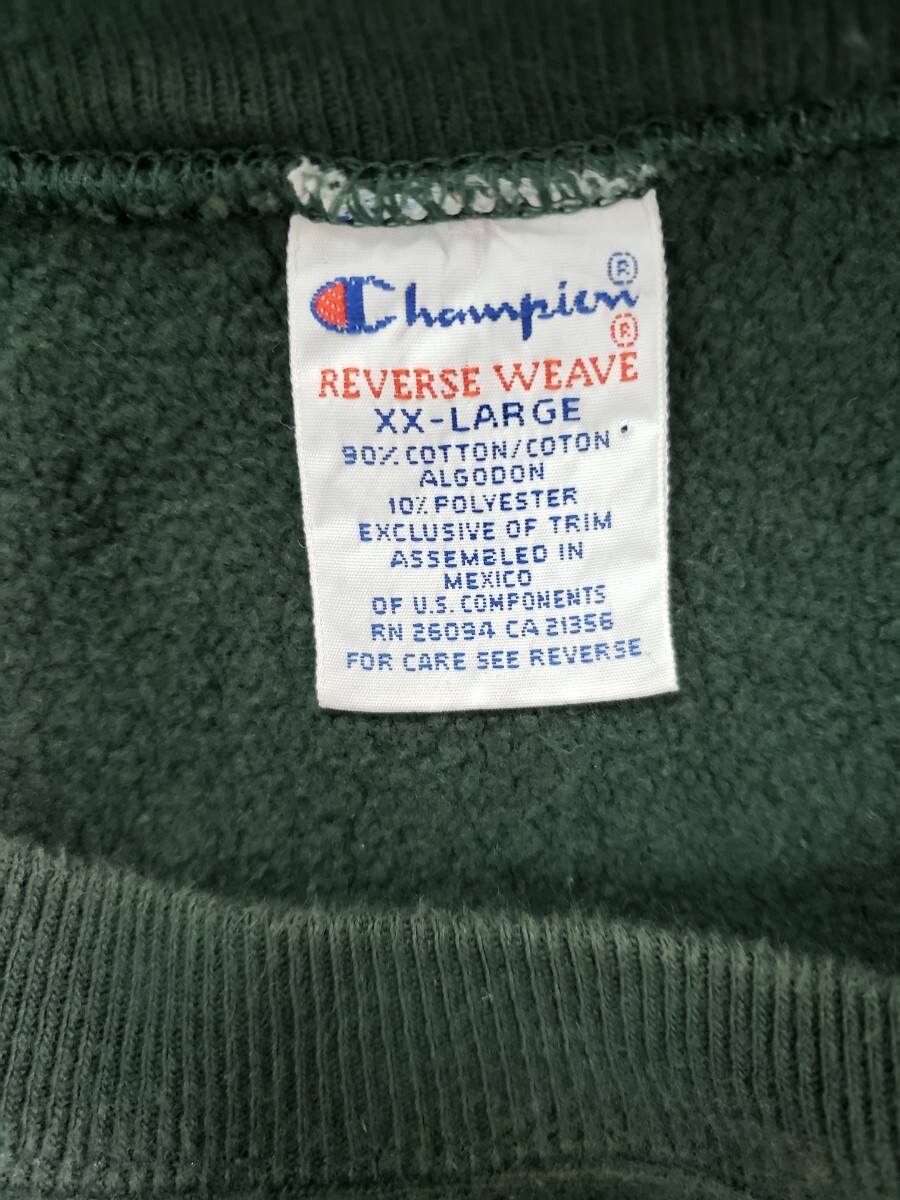 Champion®
®
REVERSE WEAVE
XX-LARGE
90% COTTON/COTON
ALGODON
10% POLYESTER
EXCLUSIVE OF TRIM
ASSEMBLED IN
MEXICO
OF U.S. COMPONENTS
RN 26094 CA 21356
FOR CARE SEE REVERSE